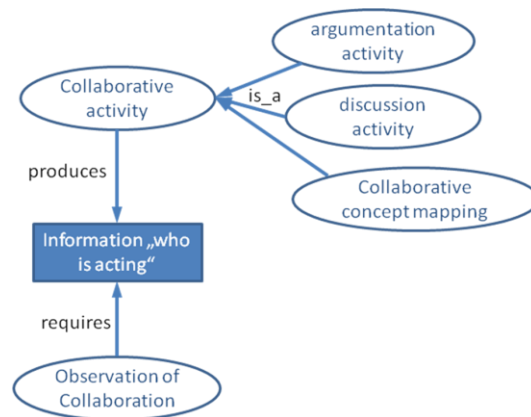 argumentation
activity
Collaborative
activity
is_a
discussion
activity
produces
Collaborative
concept mapping
Information „who
is acting“
requires
Observation of
Collaboration